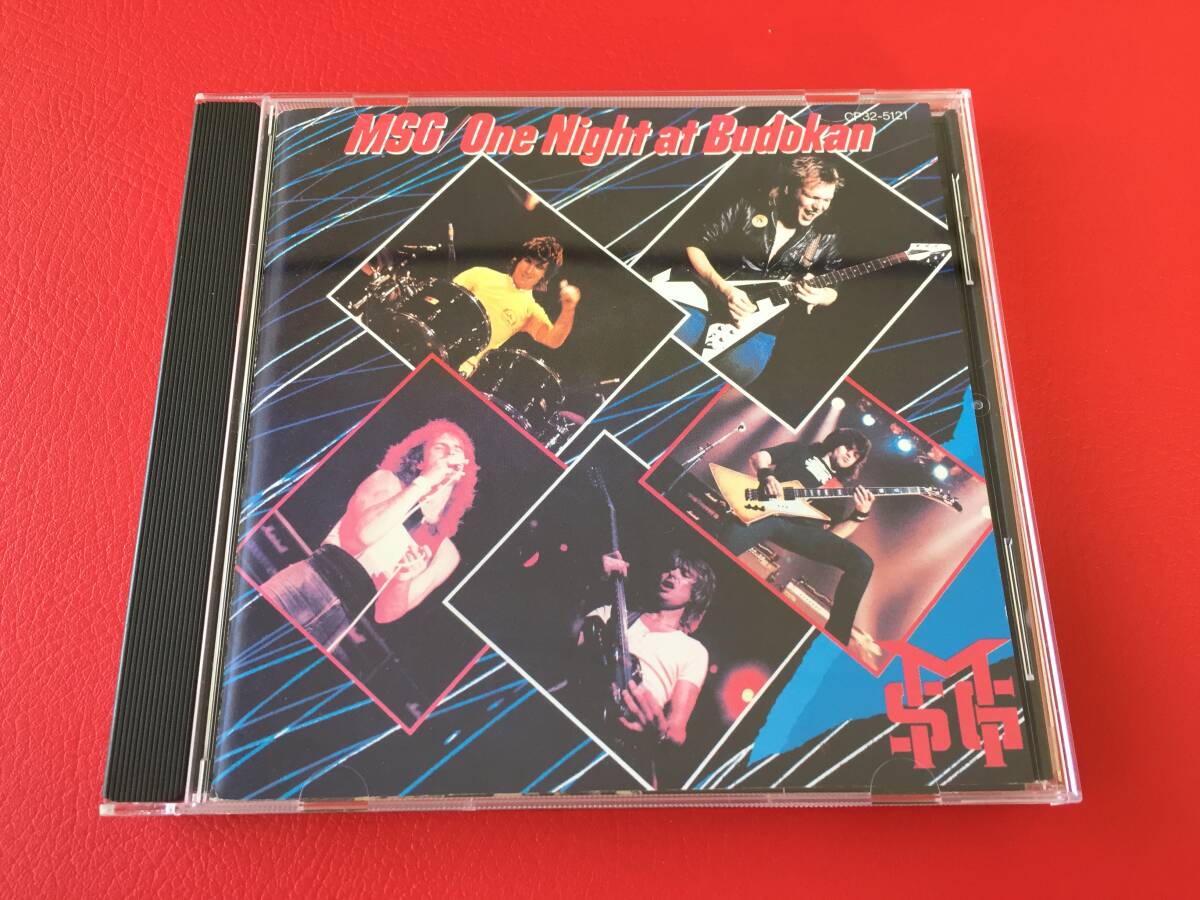 MSG/One Night at Budokan
CP32-5121
MSG